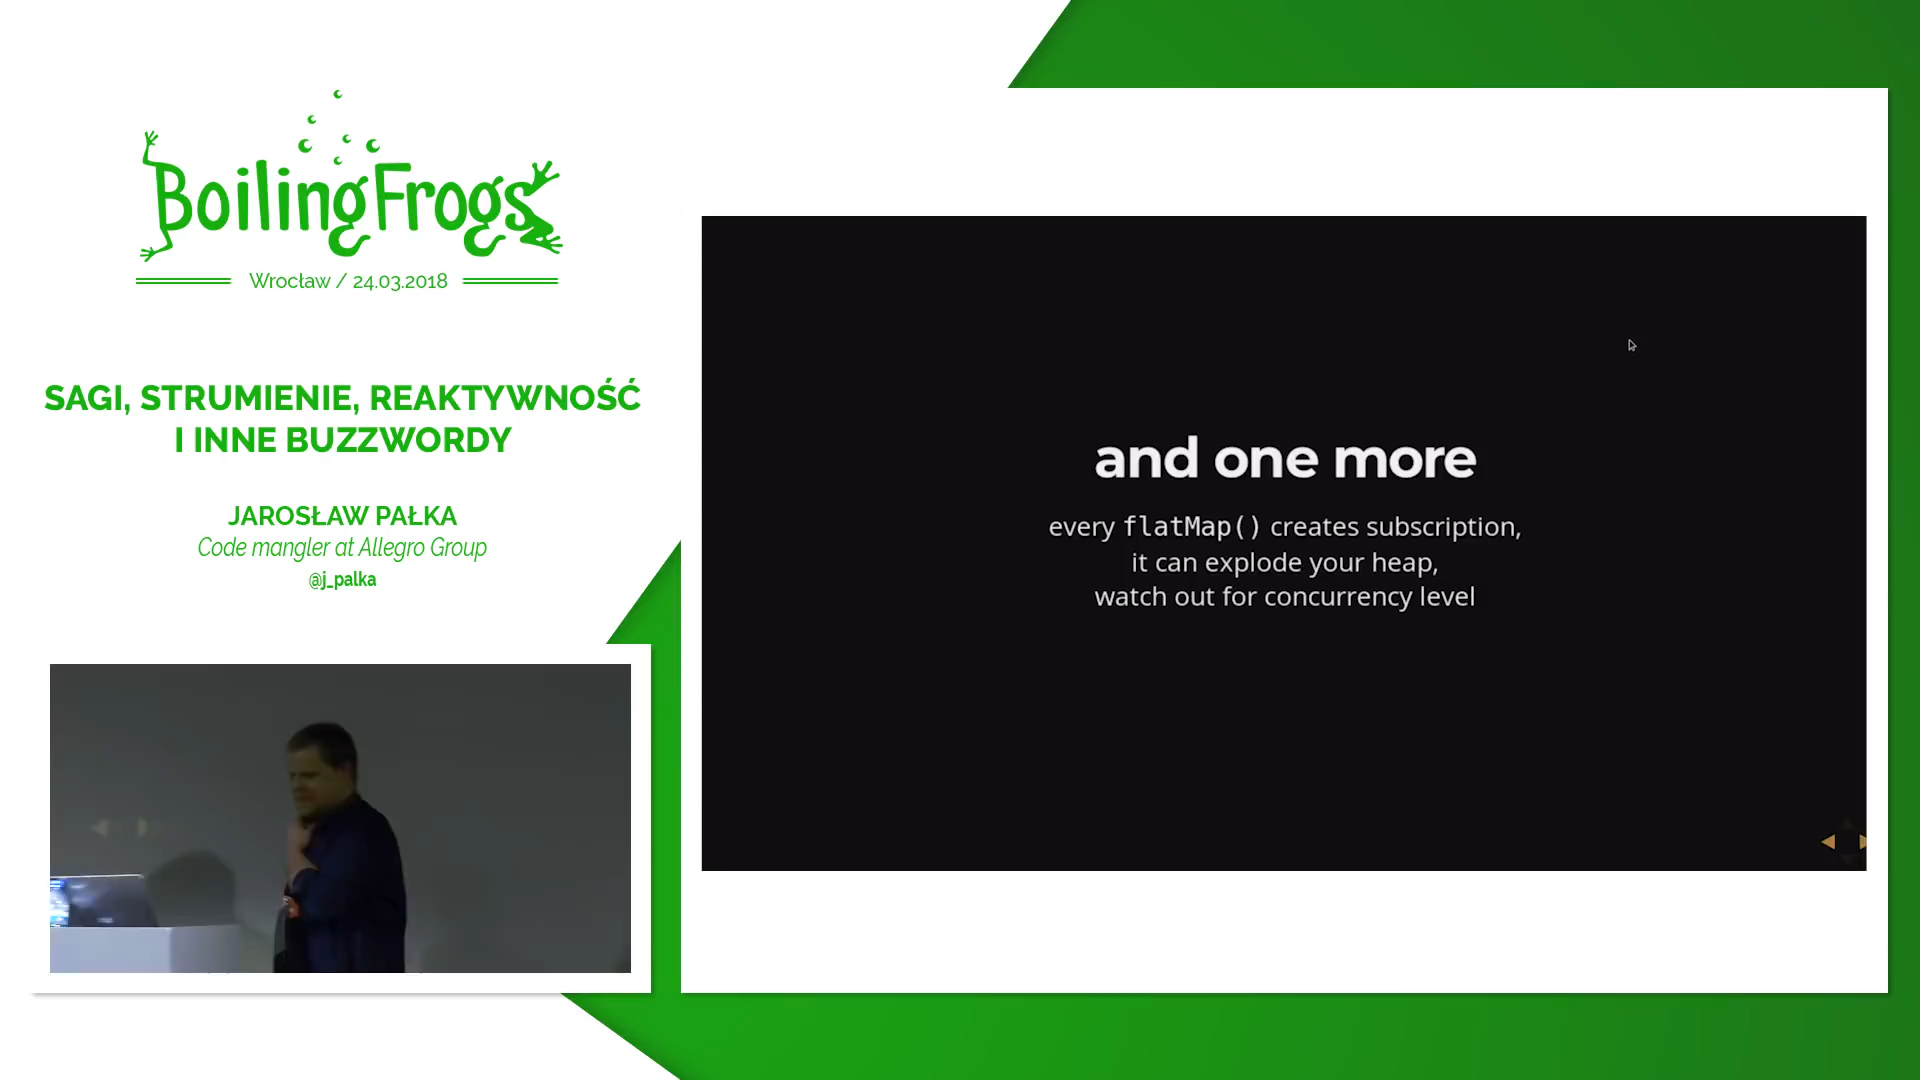 BoilingFrogs
Wrocław / 24.03.2018
SAGI, STRUMIENIE, REAKTYWNOŚĆ
I INNE BUZZWORDY
JAROSŁAW PAŁKA
Code mangler at Allegro Group
@j_palka
and one more
every flatMap() creates subscription,
it can explode your heap,
watch out for concurrency level